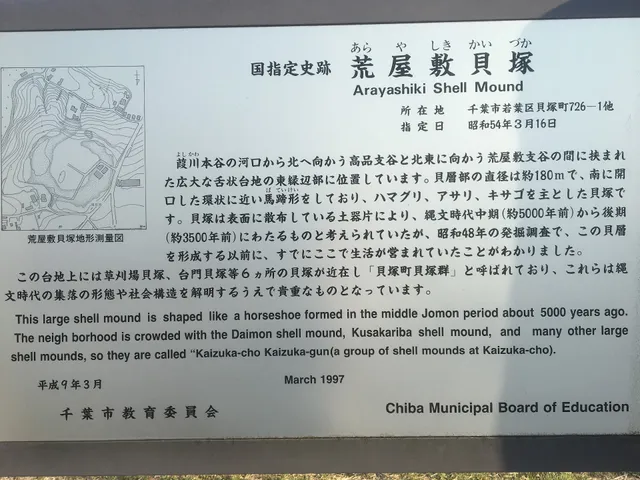 あら や しき かい づか
国指定史跡 荒屋敷貝塚
Arayashiki Shell Mound
所在地 千葉市若葉区貝塚町726−1他
指定日 昭和54年3月16日
よしかわ
葭川本谷の河口から北へ向かう高品支谷と北東に向かう荒屋敷支谷の間に挟まれ
た広大な舌状台地の東縁辺部に位置しています。貝層部の直径は約180mで、南に開
ばていけい
口した環状に近い馬蹄形をしており、ハマグリ、アサリ、キサゴを主とした貝塚で
す。貝塚は表面に散布している土器片により、縄文時代中期(約5000年前)から後期
(約3500年前)にわたるものと考えられていたが、昭和48年の発掘調査で、この貝層
を形成する以前に、すでにここで生活が営まれていたことがわかりました。
荒屋敷貝塚地形測量図
この台地上には草刈場貝塚、台門貝塚等6ヵ所の貝塚が近在し「貝塚町貝塚群」と呼ばれており、これらは縄
文時代の集落の形態や社会構造を解明するうえで貴重なものとなっています。
This large shell mound is shaped like a horseshoe formed in the middle Jomon period about 5000 years ago.
The neigh borhood is crowded with the Daimon shell mound, Kusakariba shell mound, and many other large
shell mounds, so they are called "Kaizuka-cho Kaizuka-gun(a group of shell mounds at Kaizuka-cho).
平成9年3月 March 1997
千葉市教育委員会 Chiba Municipal Board of Education